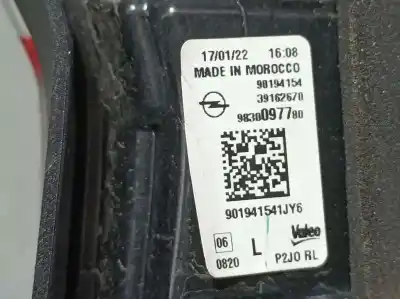 17/01/22 16:08
MADE IN MOROCCO
90194154
39162670
9830097780
901941541JY6
06 L Valeo
0820 P2JO RL